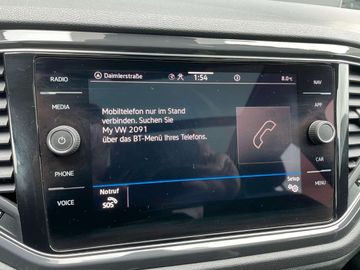 RADIO
MEDIA
PHONE
VOICE
Daimlerstraße
1:54
8.0
Mobiltelefon nur im Stand
verbinden. Suchen Sie
My VW 2091
über das BT-Menü Ihres Telefons.
Notruf
SOS
Setup
NAV
APP
CAR
MENU